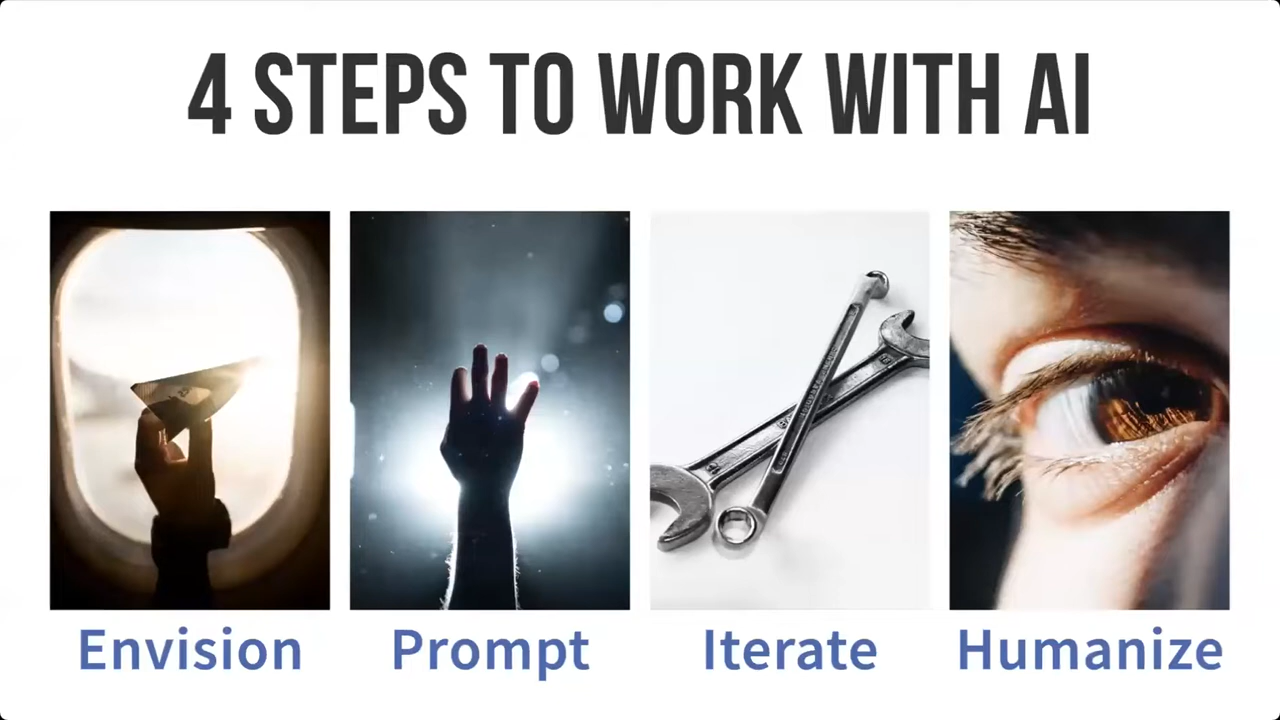 4 STEPS TO WORK WITH AI
Envision
Prompt
Iterate
Humanize